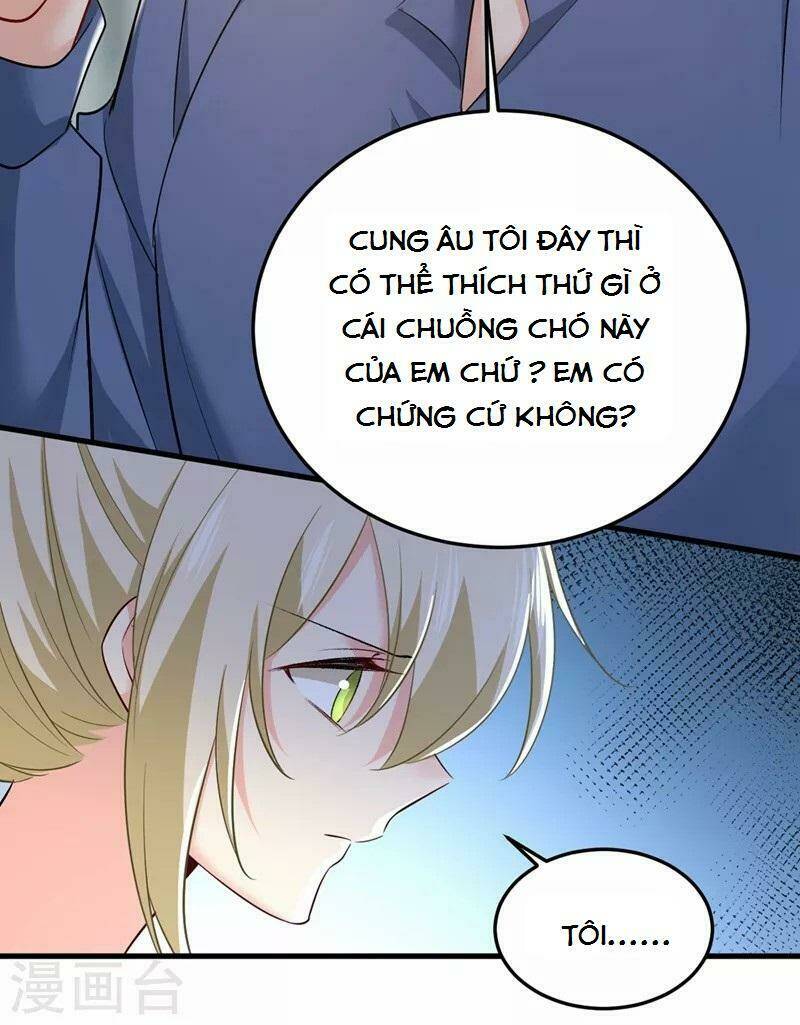 CUNG ÂU TÔI ĐÂY THÌ
CÓ THỂ THÍCH THỨ GÌ Ở
CÁI CHUỒNG CHÓ NÀY
CỦA EM CHỨ ? EM CÓ
CHỨNG CỨ KHÔNG?
TÔI......
漫画台